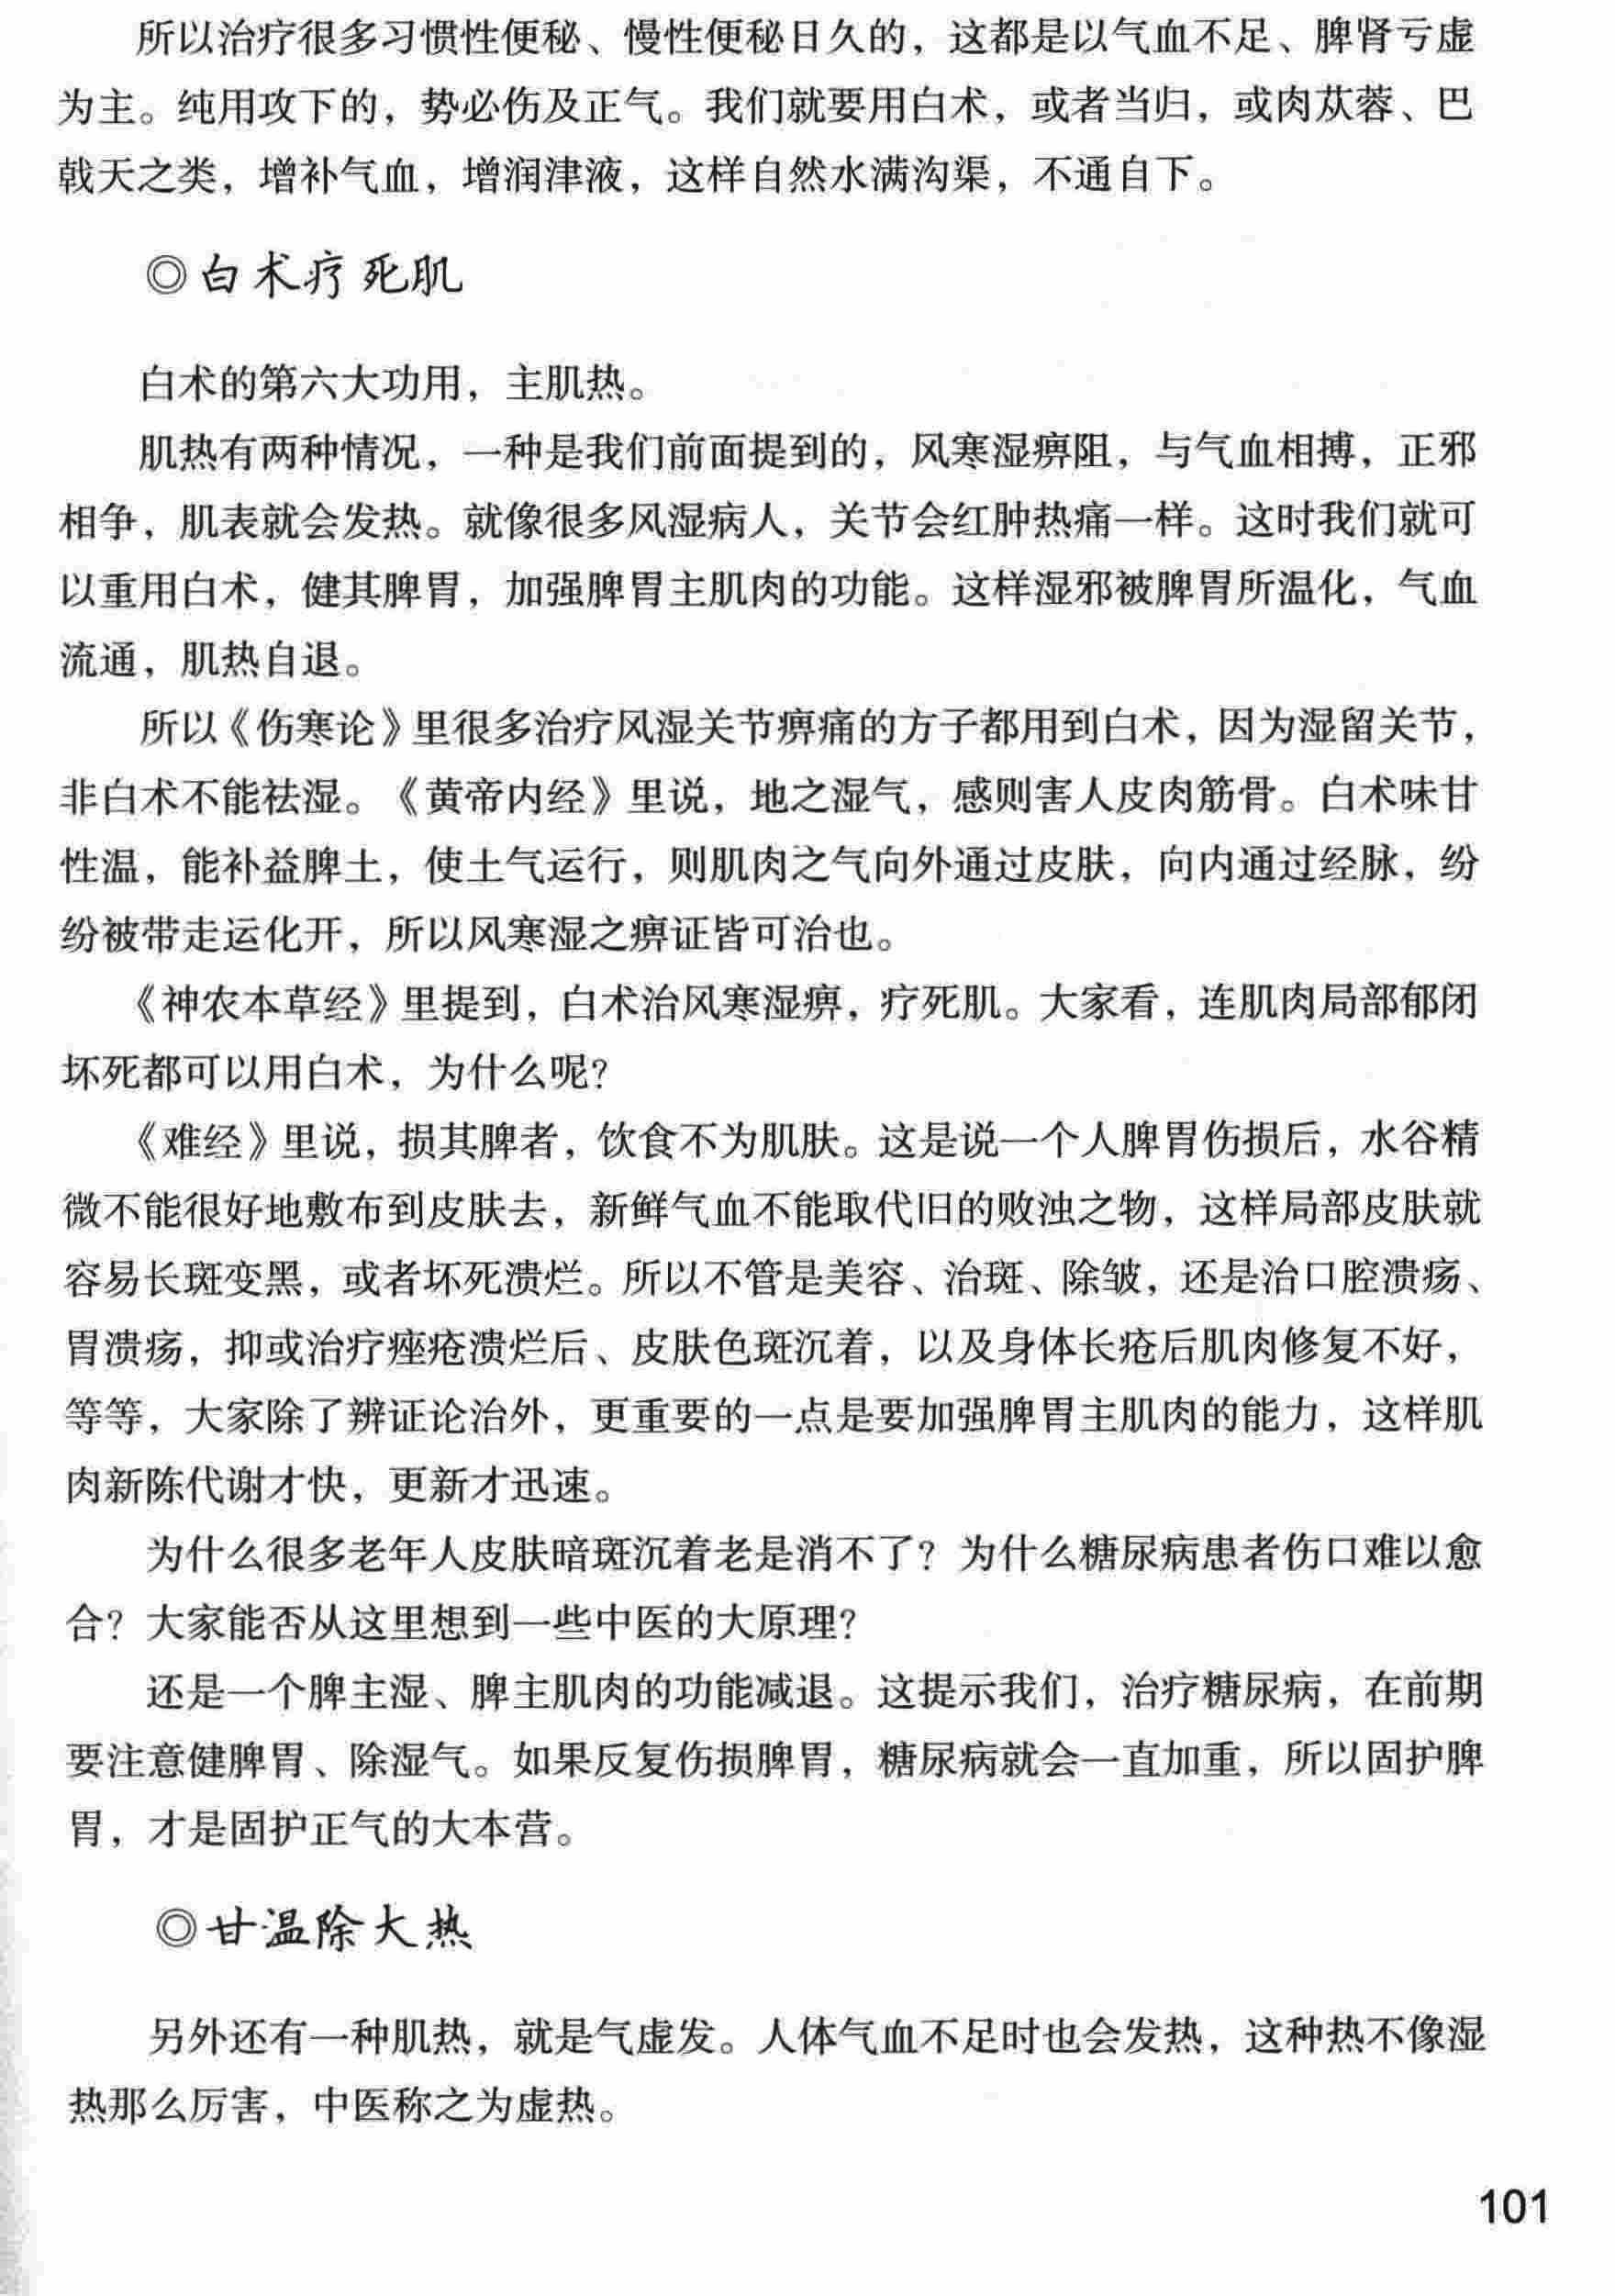 所以治疗很多习惯性便秘、慢性便秘日久的，这都是以气血不足、脾肾亏虚
为主。纯用攻下的，势必伤及正气。我们就要用白术，或者当归，或肉苁蓉、巴
戟天之类，增补气血，增润津液，这样自然水满沟渠，不通自下。
◎白术疗死肌
白术的第六大功用，主肌热。
肌热有两种情况，一种是我们前面提到的，风寒湿痹阻，与气血相搏，正邪
相争，肌表就会发热。就像很多风湿病人，关节会红肿热痛一样。这时我们就可
以重用白术，健其脾胃，加强脾胃主肌肉的功能。这样湿邪被脾胃所温化，气血
流通，肌热自退。
所以《伤寒论》里很多治疗风湿关节痹痛的方子都用到白术，因为湿留关节，
非白术不能祛湿。《黄帝内经》里说，地之湿气，感则害人皮肉筋骨。白术味甘
性温，能补益脾土，使土气运行，则肌肉之气向外通过皮肤，向内通过经脉，纷
纷被带走运化开，所以风寒湿之痹证皆可治也。
《神农本草经》里提到，白术治风寒湿痹，疗死肌。大家看，连肌肉局部郁闭
坏死都可以用白术，为什么呢？
《难经》里说，损其脾者，饮食不为肌肤。这是说一个人脾胃伤损后，水谷精
微不能很好地敷布到皮肤去，新鲜气血不能取代旧的败浊之物，这样局部皮肤就
容易长斑变黑，或者坏死溃烂。所以不管是美容、治斑、除皱，还是治口腔溃疡、
胃溃疡，抑或治疗痤疮溃烂后、皮肤色斑沉着，以及身体长疮后肌肉修复不好，
等等，大家除了辨证论治外，更重要的一点是要加强脾胃主肌肉的能力，这样肌
肉新陈代谢才快，更新才迅速。
为什么很多老年人皮肤暗斑沉着老是消不了？为什么糖尿病患者伤口难以愈
合？大家能否从这里想到一些中医的大原理？
还是一个脾主湿、脾主肌肉的功能减退。这提示我们，治疗糖尿病，在前期
要注意健脾胃、除湿气。如果反复伤损脾胃，糖尿病就会一直加重，所以固护脾
胃，才是固护正气的大本营。
◎甘温除大热
另外还有一种肌热，就是气虚发。人体气血不足时也会发热，这种热不像湿
热那么厉害，中医称之为虚热。
101